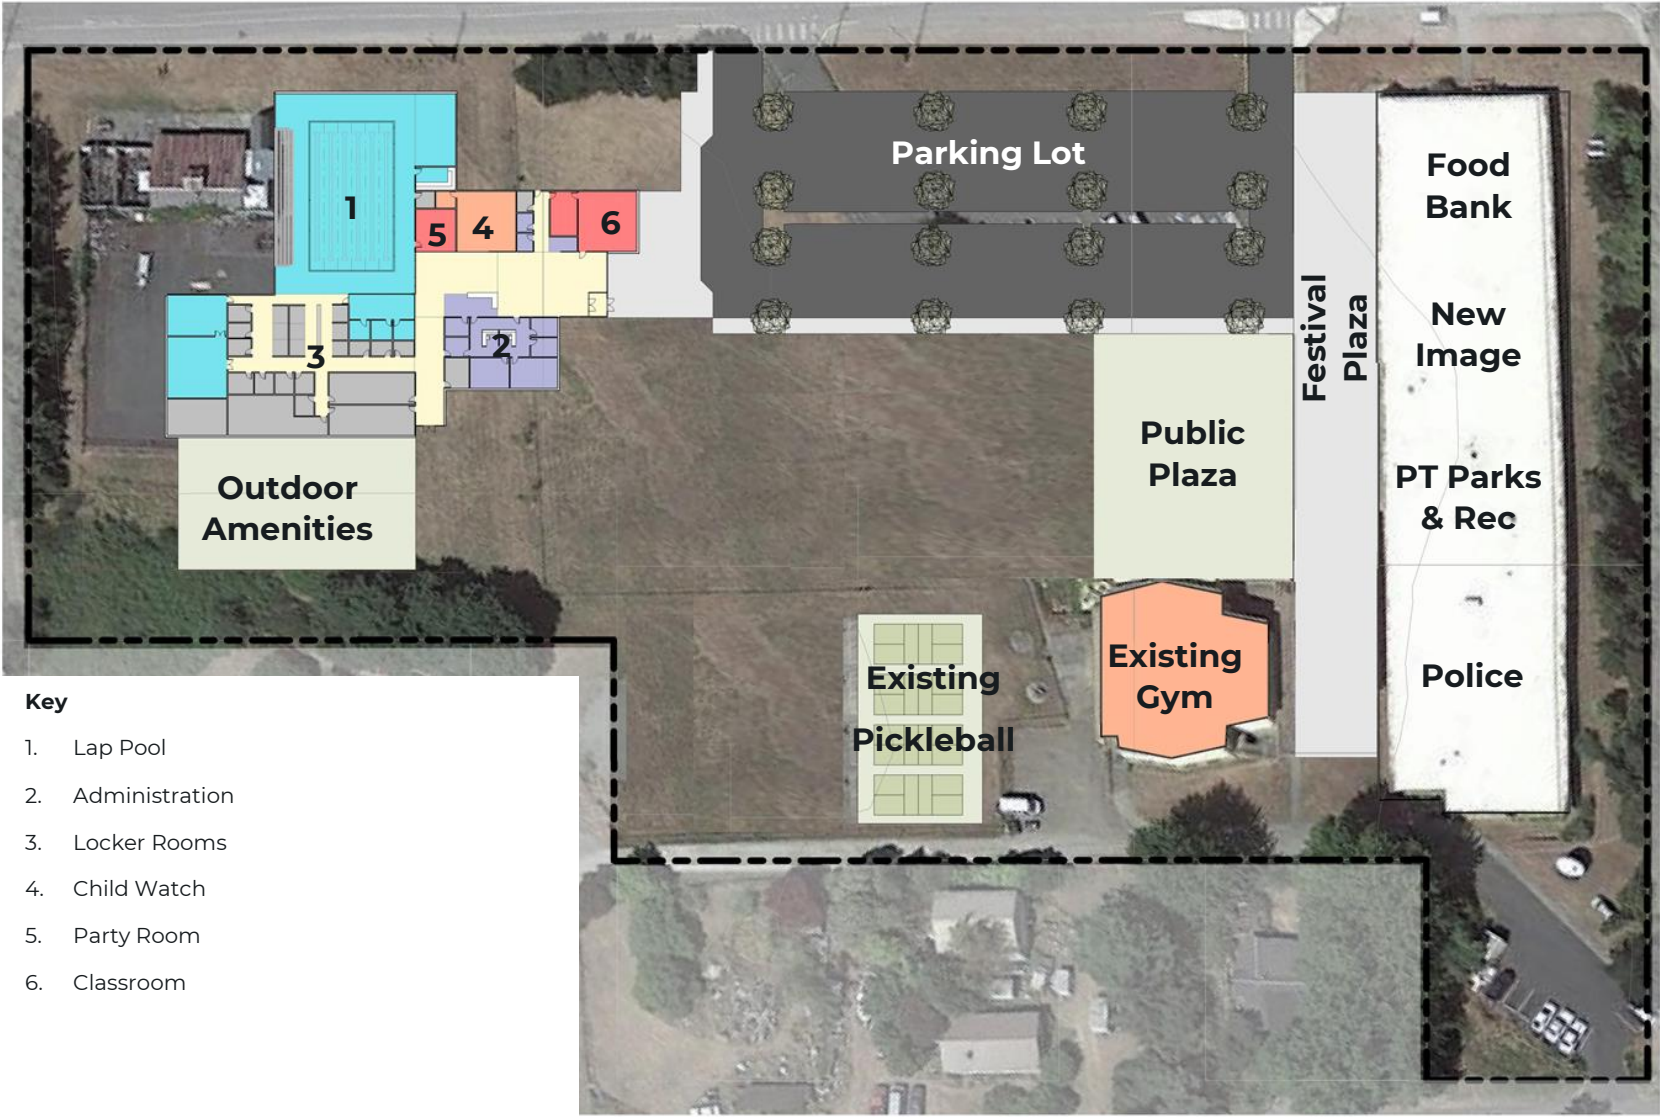 1
5
4
6
3
2
Outdoor
Amenities
Parking Lot
Festival
Plaza
Public
Plaza
Existing
Pickleball
Existing
Gym
Food
Bank
New
Image
PT Parks
& Rec
Police
Key
1. Lap Pool
2. Administration
3. Locker Rooms
4. Child Watch
5. Party Room
6. Classroom